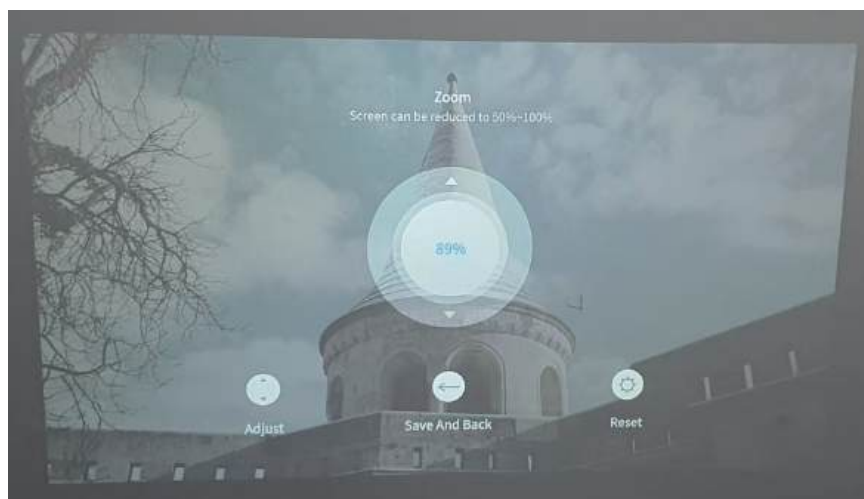 Zoom
Screen can be reduced to 50%~100%
89%
Adjust
Save And Back
Reset